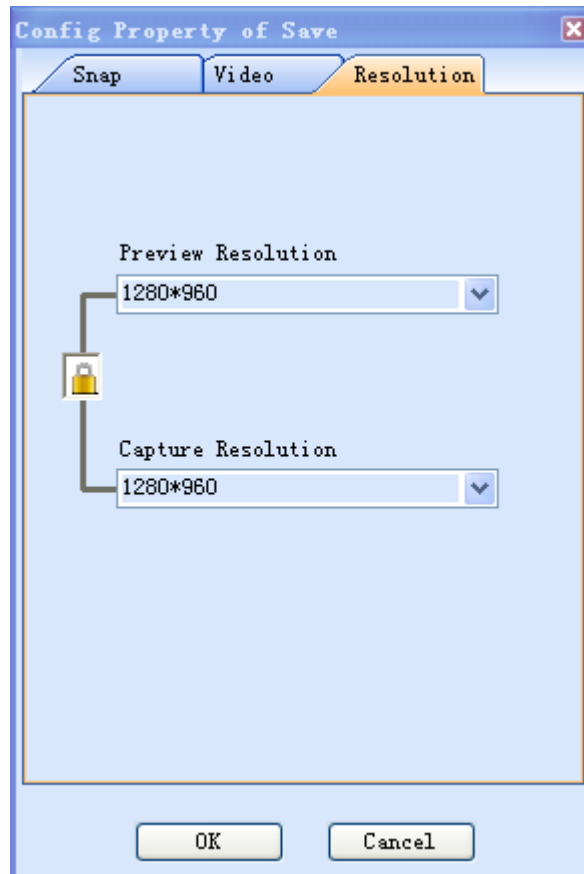 Config Property of Save
Snap Video Resolution
Preview Resolution
1280*960
Capture Resolution
1280*960
OK Cancel